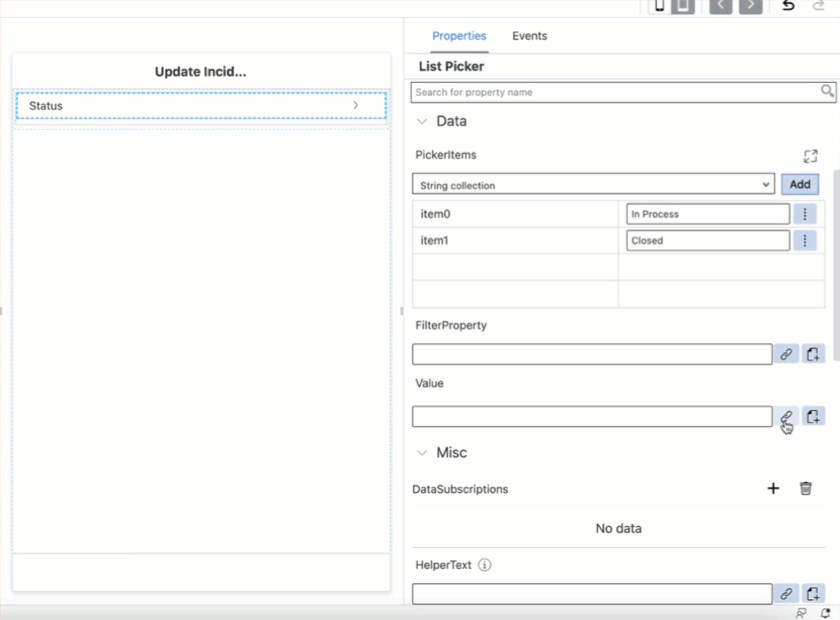 Properties
Events
Update Incid...
Status
List Picker
Search for property name
Data
PickerItems
String collection
Add
item0
In Process
item1
Closed
FilterProperty
Value
Misc
DataSubscriptions
No data
HelperText